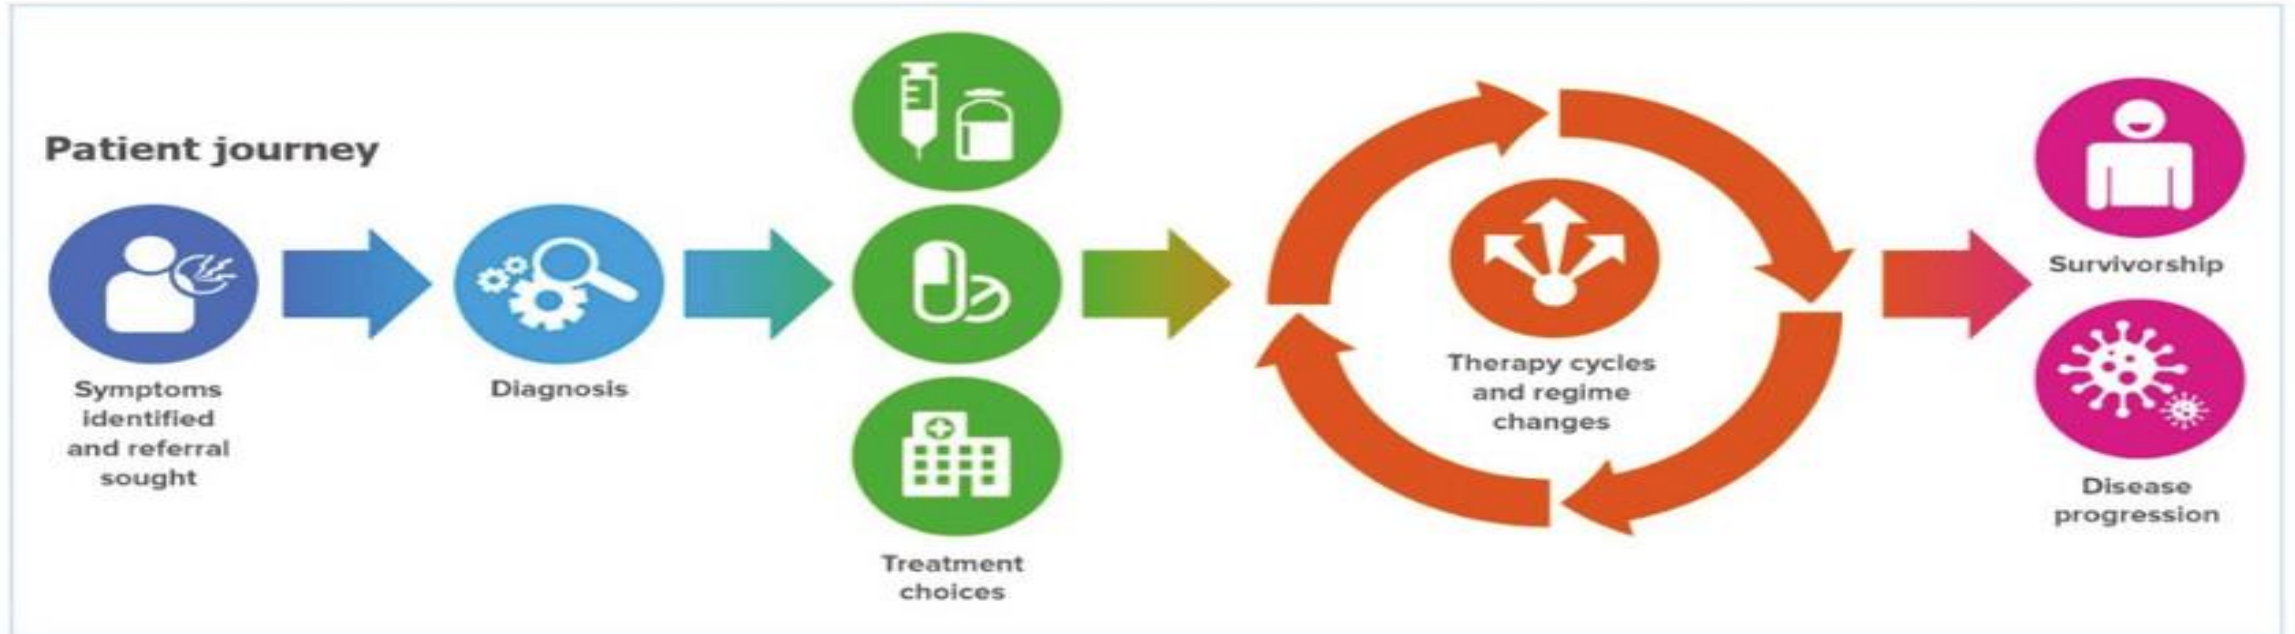 Patient journey
Symptoms
identified
and referral
sought
Diagnosis
Treatment
choices
Therapy cycles
and regime
changes
Survivorship
Disease
progression